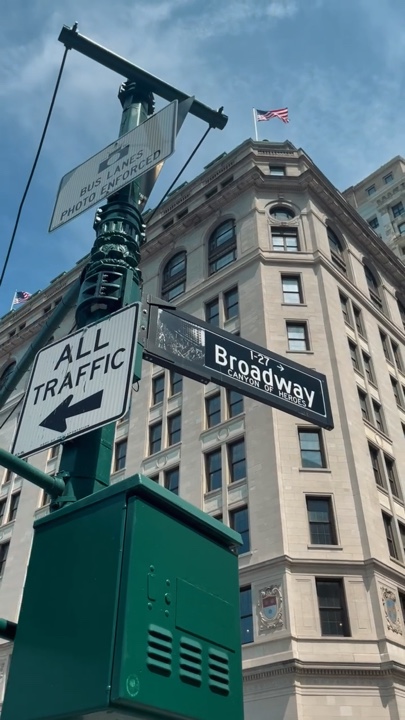 BUS LANES
PHOTO ENFORCED
ALL
TRAFFIC
1-27 →
Broadway
CANYON OF HEROES